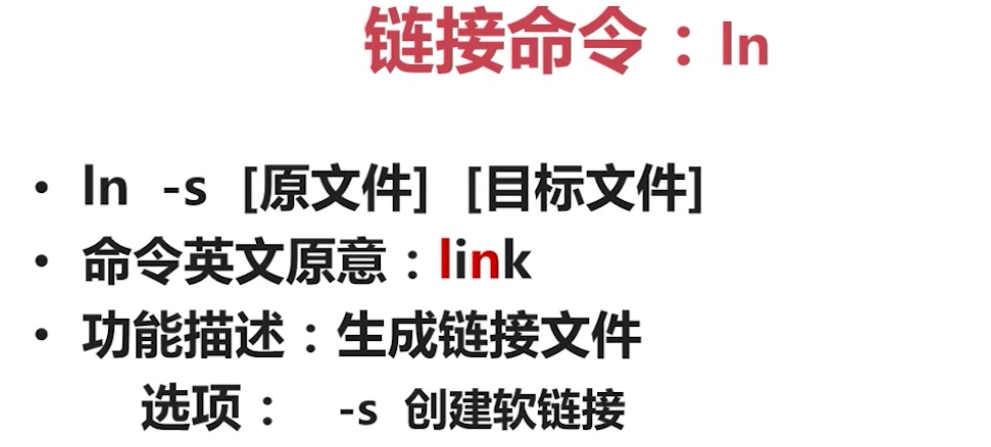 链接命令：ln
• ln -s [原文件] [目标文件]
• 命令英文原意：link
• 功能描述：生成链接文件
选项： -s 创建软链接